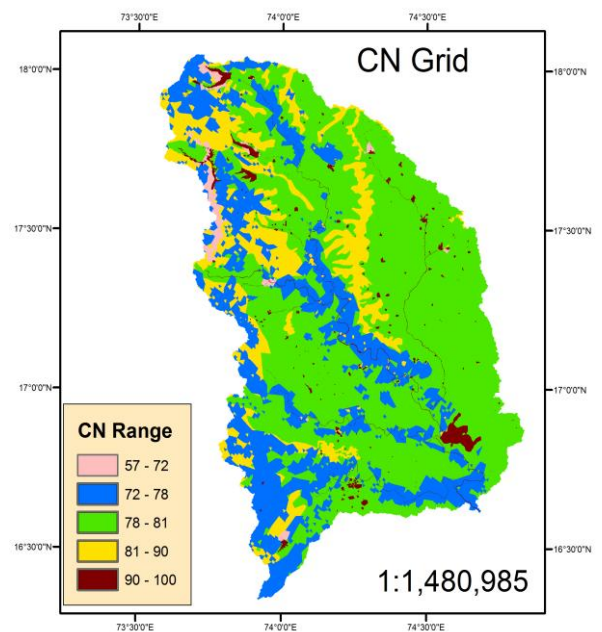 73°30'0"E 74°0'0"E 74°30'0"E
CN Grid
18°0'0"N 18°0'0"N
17°30'0"N 17°30'0"N
17°0'0"N 17°0'0"N
CN Range
57 - 72
72 - 78
78 - 81
81 - 90
90 - 100
16°30'0"N 16°30'0"N
1:1,480,985
73°30'0"E 74°0'0"E 74°30'0"E